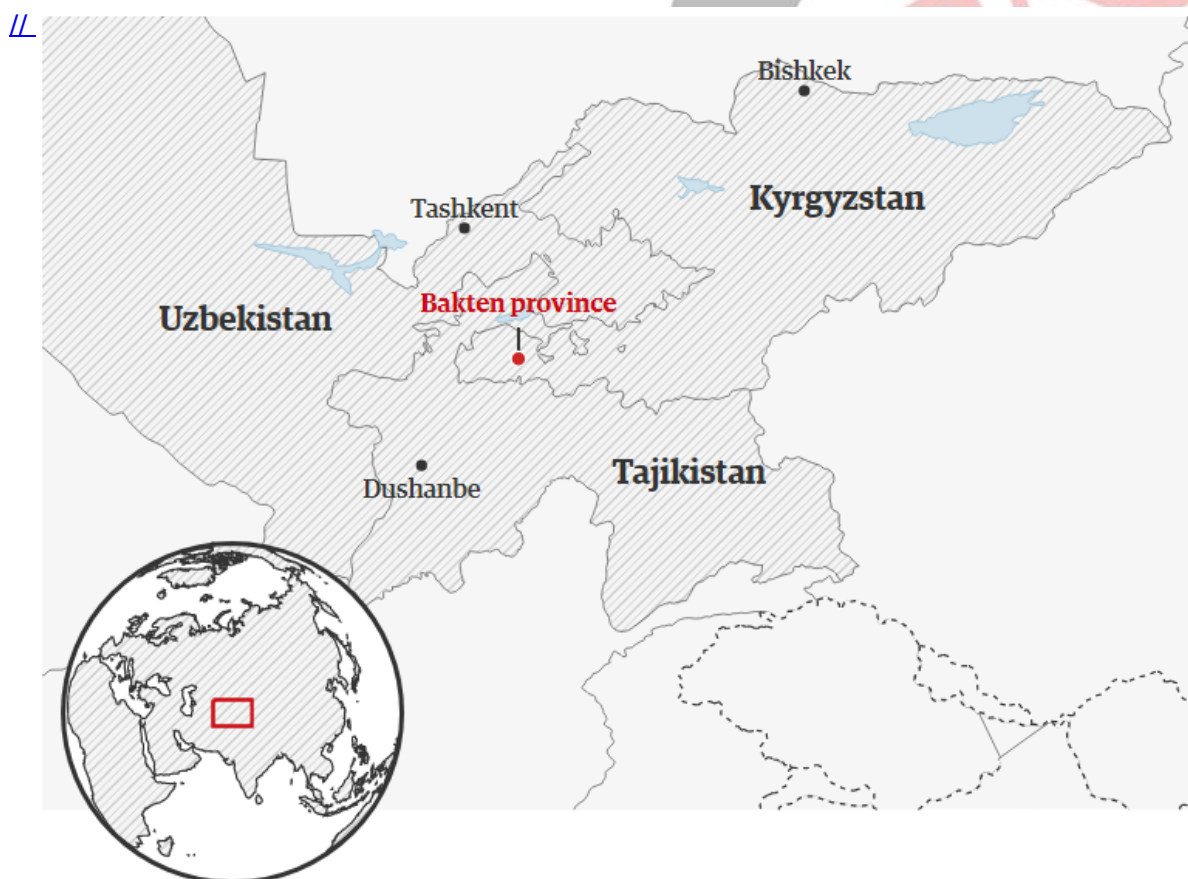 //
Bishkek
Kyrgyzstan
Tashkent
Bakten province
Uzbekistan
Tajikistan
Dushanbe